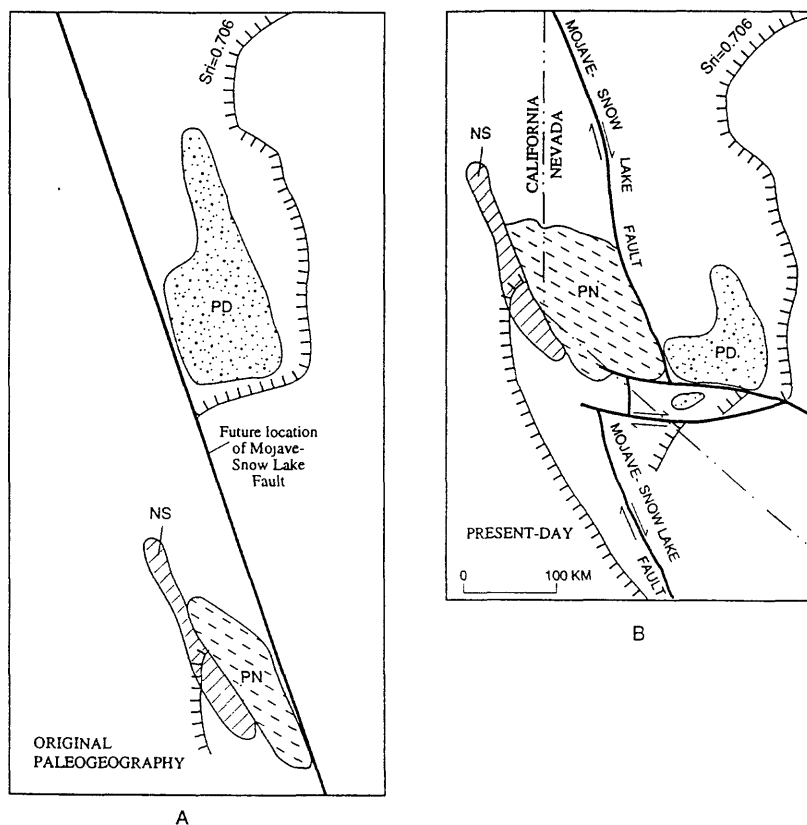 Sri=0.706
PD
Future location
of Mojave-
Snow Lake
Fault
NS
PN
ORIGINAL
PALEOGEOGRAPHY
A
MOJAVE- SNOW LAKE FAULT
Sri=0.706
NS
CALIFORNIA
NEVADA
PN
PD
MOJAVE- SNOW LAKE
FAULT
PRESENT-DAY
0 100 KM
B